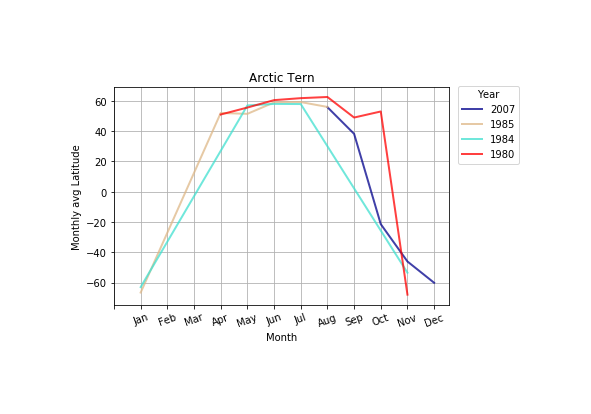 Arctic Tern
Year
2007
1985
1984
1980
Monthly avg Latitude
60
40
20
0
−20
−40
−60
Jan Feb Mar Apr May Jun Jul Aug Sep Oct Nov Dec
Month